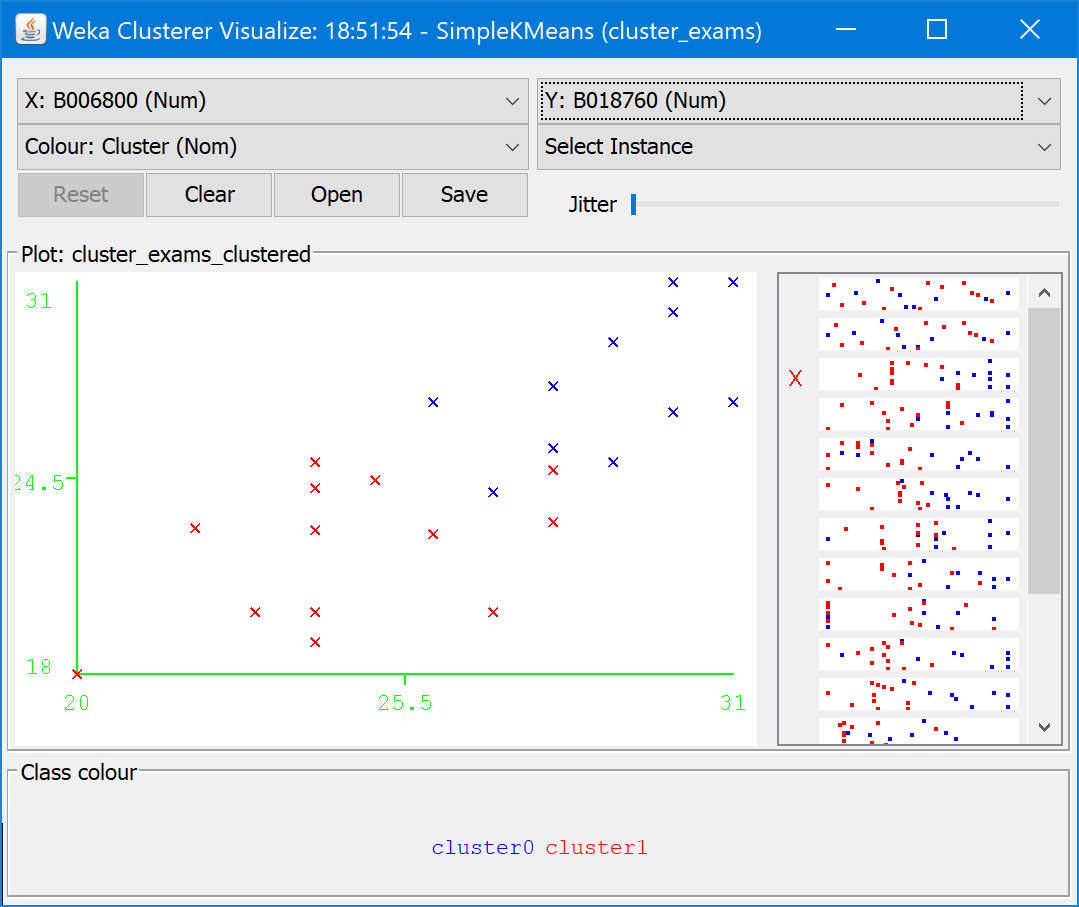 Weka Clusterer Visualize: 18:51:54 - SimpleKMeans (cluster_exams)
X: B006800 (Num) Y: B018760 (Num)
Colour: Cluster (Nom) Select Instance
Reset Clear Open Save Jitter
Plot: cluster_exams_clustered
31
X
24.5
18
20 25.5 31
Class colour
cluster0 cluster1